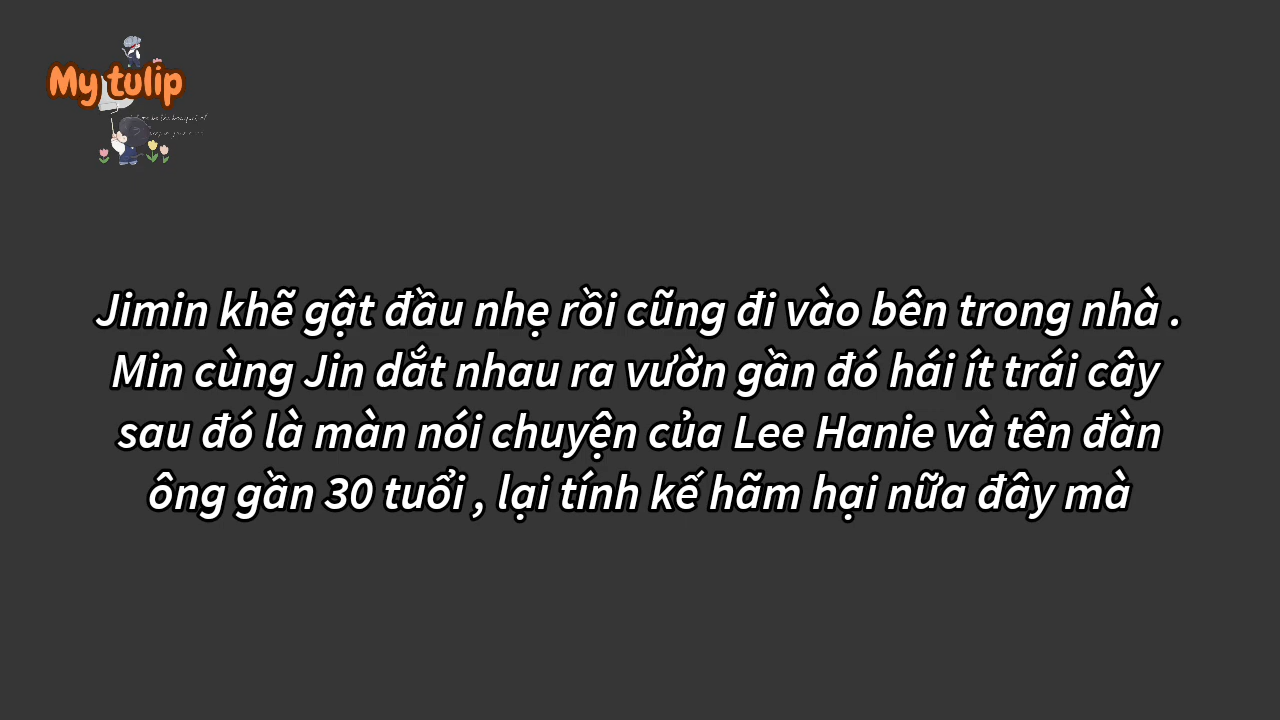 My tulip
Jimin khẽ gật đầu nhẹ rồi cũng đi vào bên trong nhà .
Min cùng Jin dắt nhau ra vườn gần đó hái ít trái cây
sau đó là màn nói chuyện của Lee Hanie và tên đàn
ông gần 30 tuổi , lại tính kế hãm hại nữa đây mà